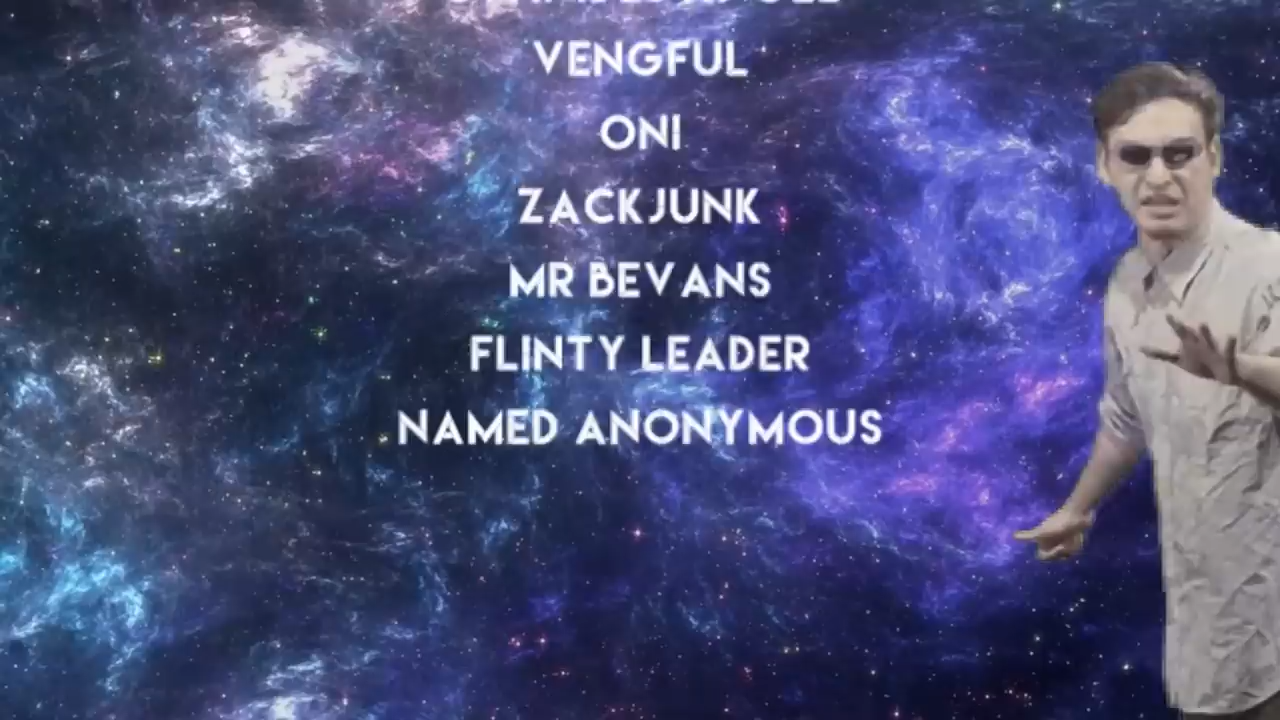 VENGFUL
ONI
ZACKJUNK
MR BEVANS
FLINTY LEADER
NAMED ANONYMOUS